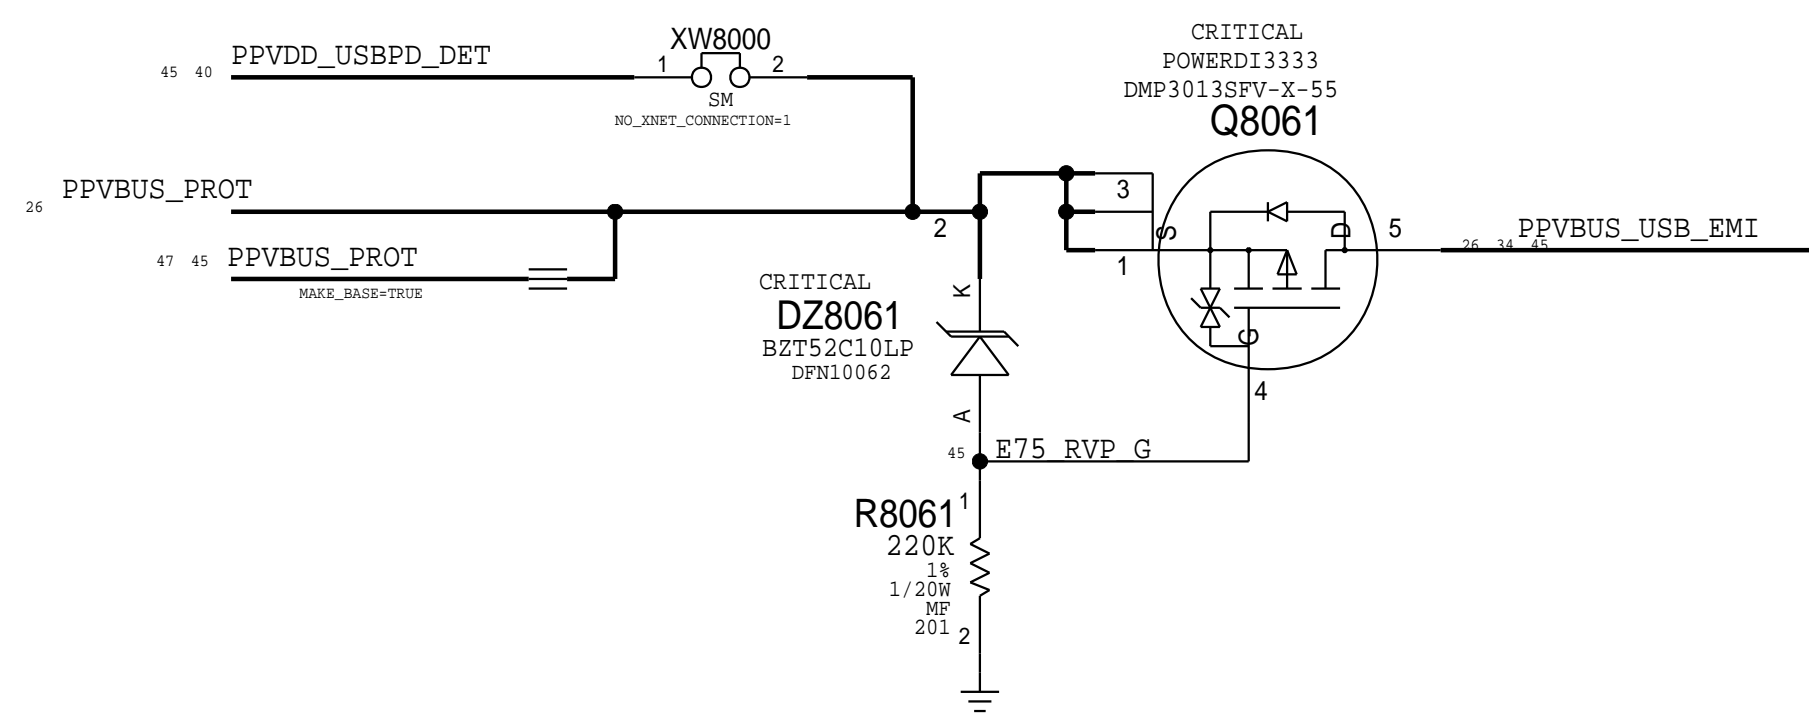 XW8000
PPVDD_USBPD_DET
45 40
1
2
SM
NO_XNET_CONNECTION=1
CRITICAL
POWERDI3333
DMP3013SFV-X-55
Q8061
26
PPVBUS_PROT
2
3
1
S
D
5
26 34 45
PPVBUS_USB_EMI
47 45
PPVBUS_PROT
MAKE_BASE=TRUE
CRITICAL
DZ8061
BZT52C10LP
DFN10062
K
A
G
4
45
E75_RVP_G
R8061
1
220K
1%
1/20W
MF
201
2